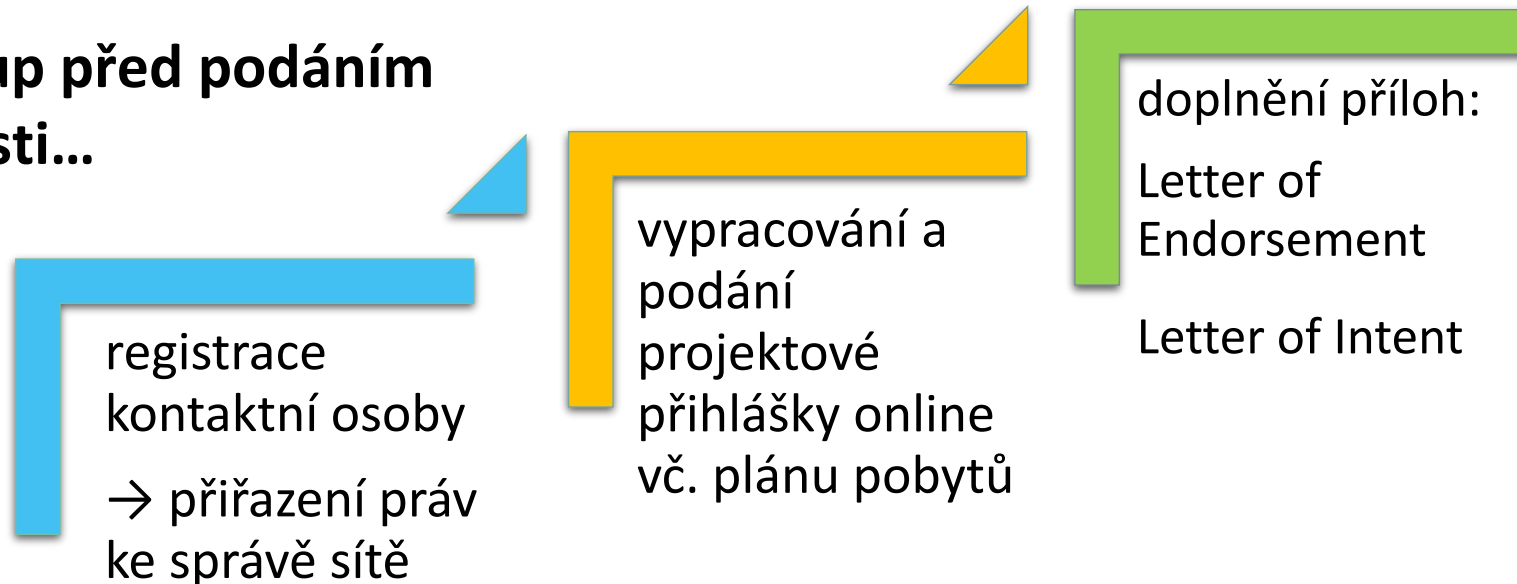 up před podáním
sti…
registrace
kontaktní osoby
→ přiřazení práv
ke správě sítě
vypracování a
podání
projektové
přihlášky online
vč. plánu pobytů
doplnění příloh:
Letter of
Endorsement
Letter of Intent